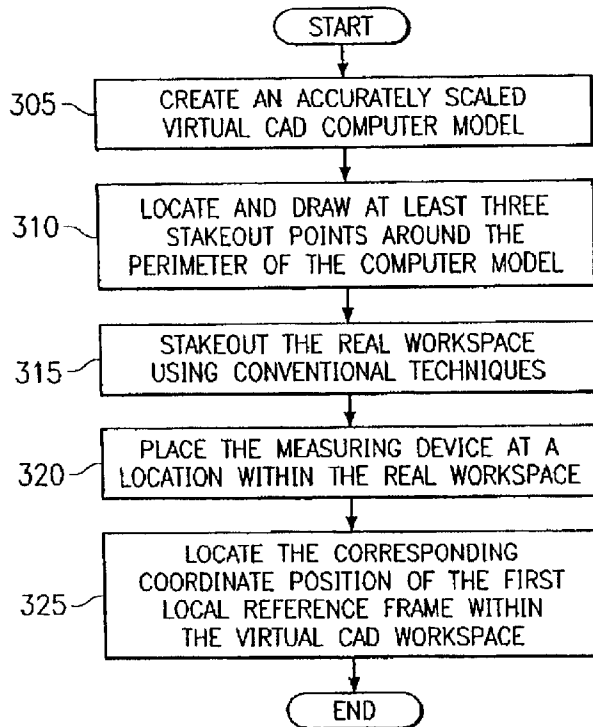 START
305
CREATE AN ACCURATELY SCALED
VIRTUAL CAD COMPUTER MODEL
310
LOCATE AND DRAW AT LEAST THREE
STAKEOUT POINTS AROUND THE
PERIMETER OF THE COMPUTER MODEL
315
STAKEOUT THE REAL WORKSPACE
USING CONVENTIONAL TECHNIQUES
320
PLACE THE MEASURING DEVICE AT A
LOCATION WITHIN THE REAL WORKSPACE
325
LOCATE THE CORRESPONDING
COORDINATE POSITION OF THE FIRST
LOCAL REFERENCE FRAME WITHIN
THE VIRTUAL CAD WORKSPACE
END